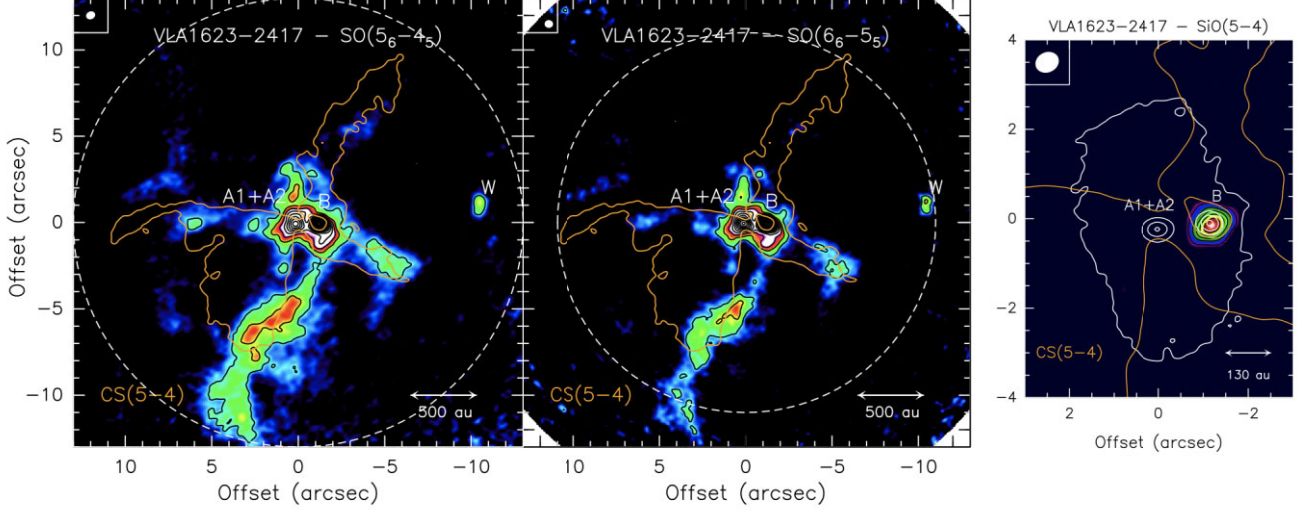 VLA1623−2417 − SO(5₆−4₅)
10
5
0
−5
−10
Offset (arcsec)
A1+A2
B
W
CS(5−4)
500 au
10
5
0
−5
−10
Offset (arcsec)
VLA1623−2417 − SO(6₆−5₅)
A1+A2
B
W
CS(5−4)
500 au
10
5
0
−5
−10
Offset (arcsec)
VLA1623−2417 − SiO(5−4)
4
2
0
−2
−4
A1+A2
B
CS(5−4)
130 au
2
0
−2
Offset (arcsec)